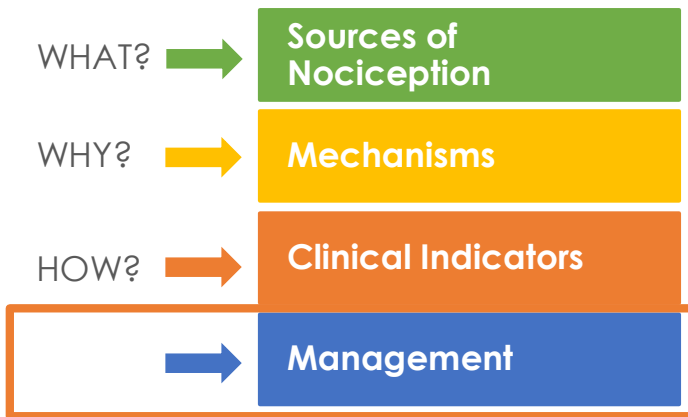 WHAT?
Sources of
Nociception
WHY?
Mechanisms
HOW?
Clinical Indicators
Management